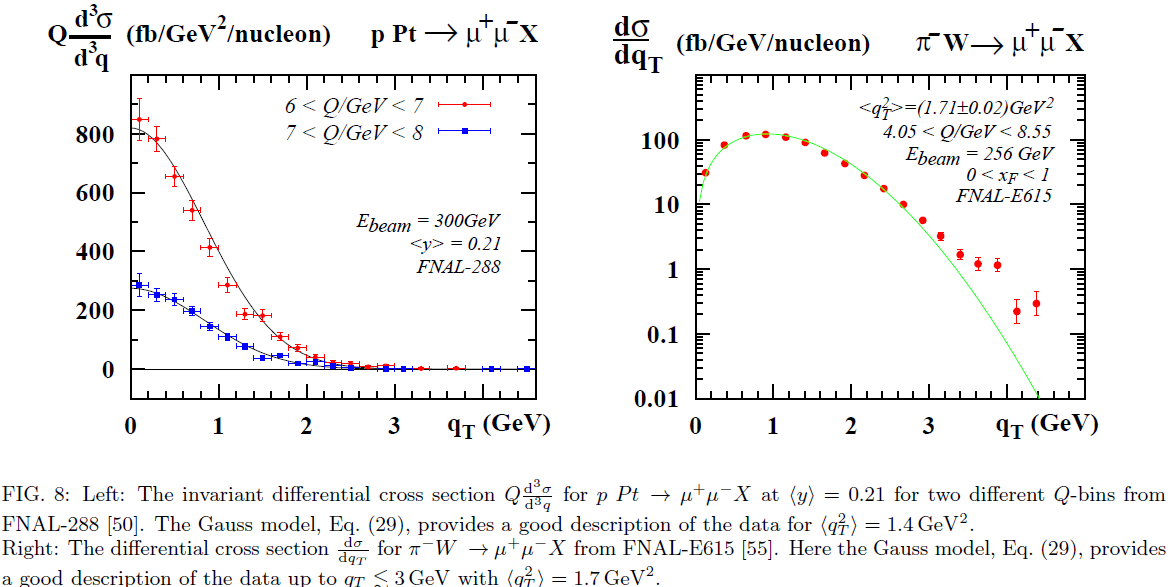 Q d³σ/d³q (fb/GeV²/nucleon) p Pt → μ⁺μ⁻X
6 < Q/GeV < 7
7 < Q/GeV < 8
800
600
400
200
0
E_beam = 300GeV
<y> = 0.21
FNAL-288
0 1 2 3 q_T (GeV)
dσ/dq_T (fb/GeV/nucleon) π⁻W→ μ⁺μ⁻X
<q_T²>=(1.71±0.02)GeV²
4.05 < Q/GeV < 8.55
E_beam = 256 GeV
0 < x_F < 1
FNAL-E615
100
10
1
0.1
0.01
0 1 2 3 q_T (GeV)
FIG. 8: Left: The invariant differential cross section Q d³σ/d³q for p Pt → μ⁺μ⁻X at ⟨y⟩ = 0.21 for two different Q-bins from
FNAL-288 [50]. The Gauss model, Eq. (29), provides a good description of the data for ⟨q_T²⟩ = 1.4 GeV².
Right: The differential cross section dσ/dq_T for π⁻W → μ⁺μ⁻X from FNAL-E615 [55]. Here the Gauss model, Eq. (29), provides
a good description of the data up to q_T ≲ 3 GeV with ⟨q_T²⟩ = 1.7 GeV².